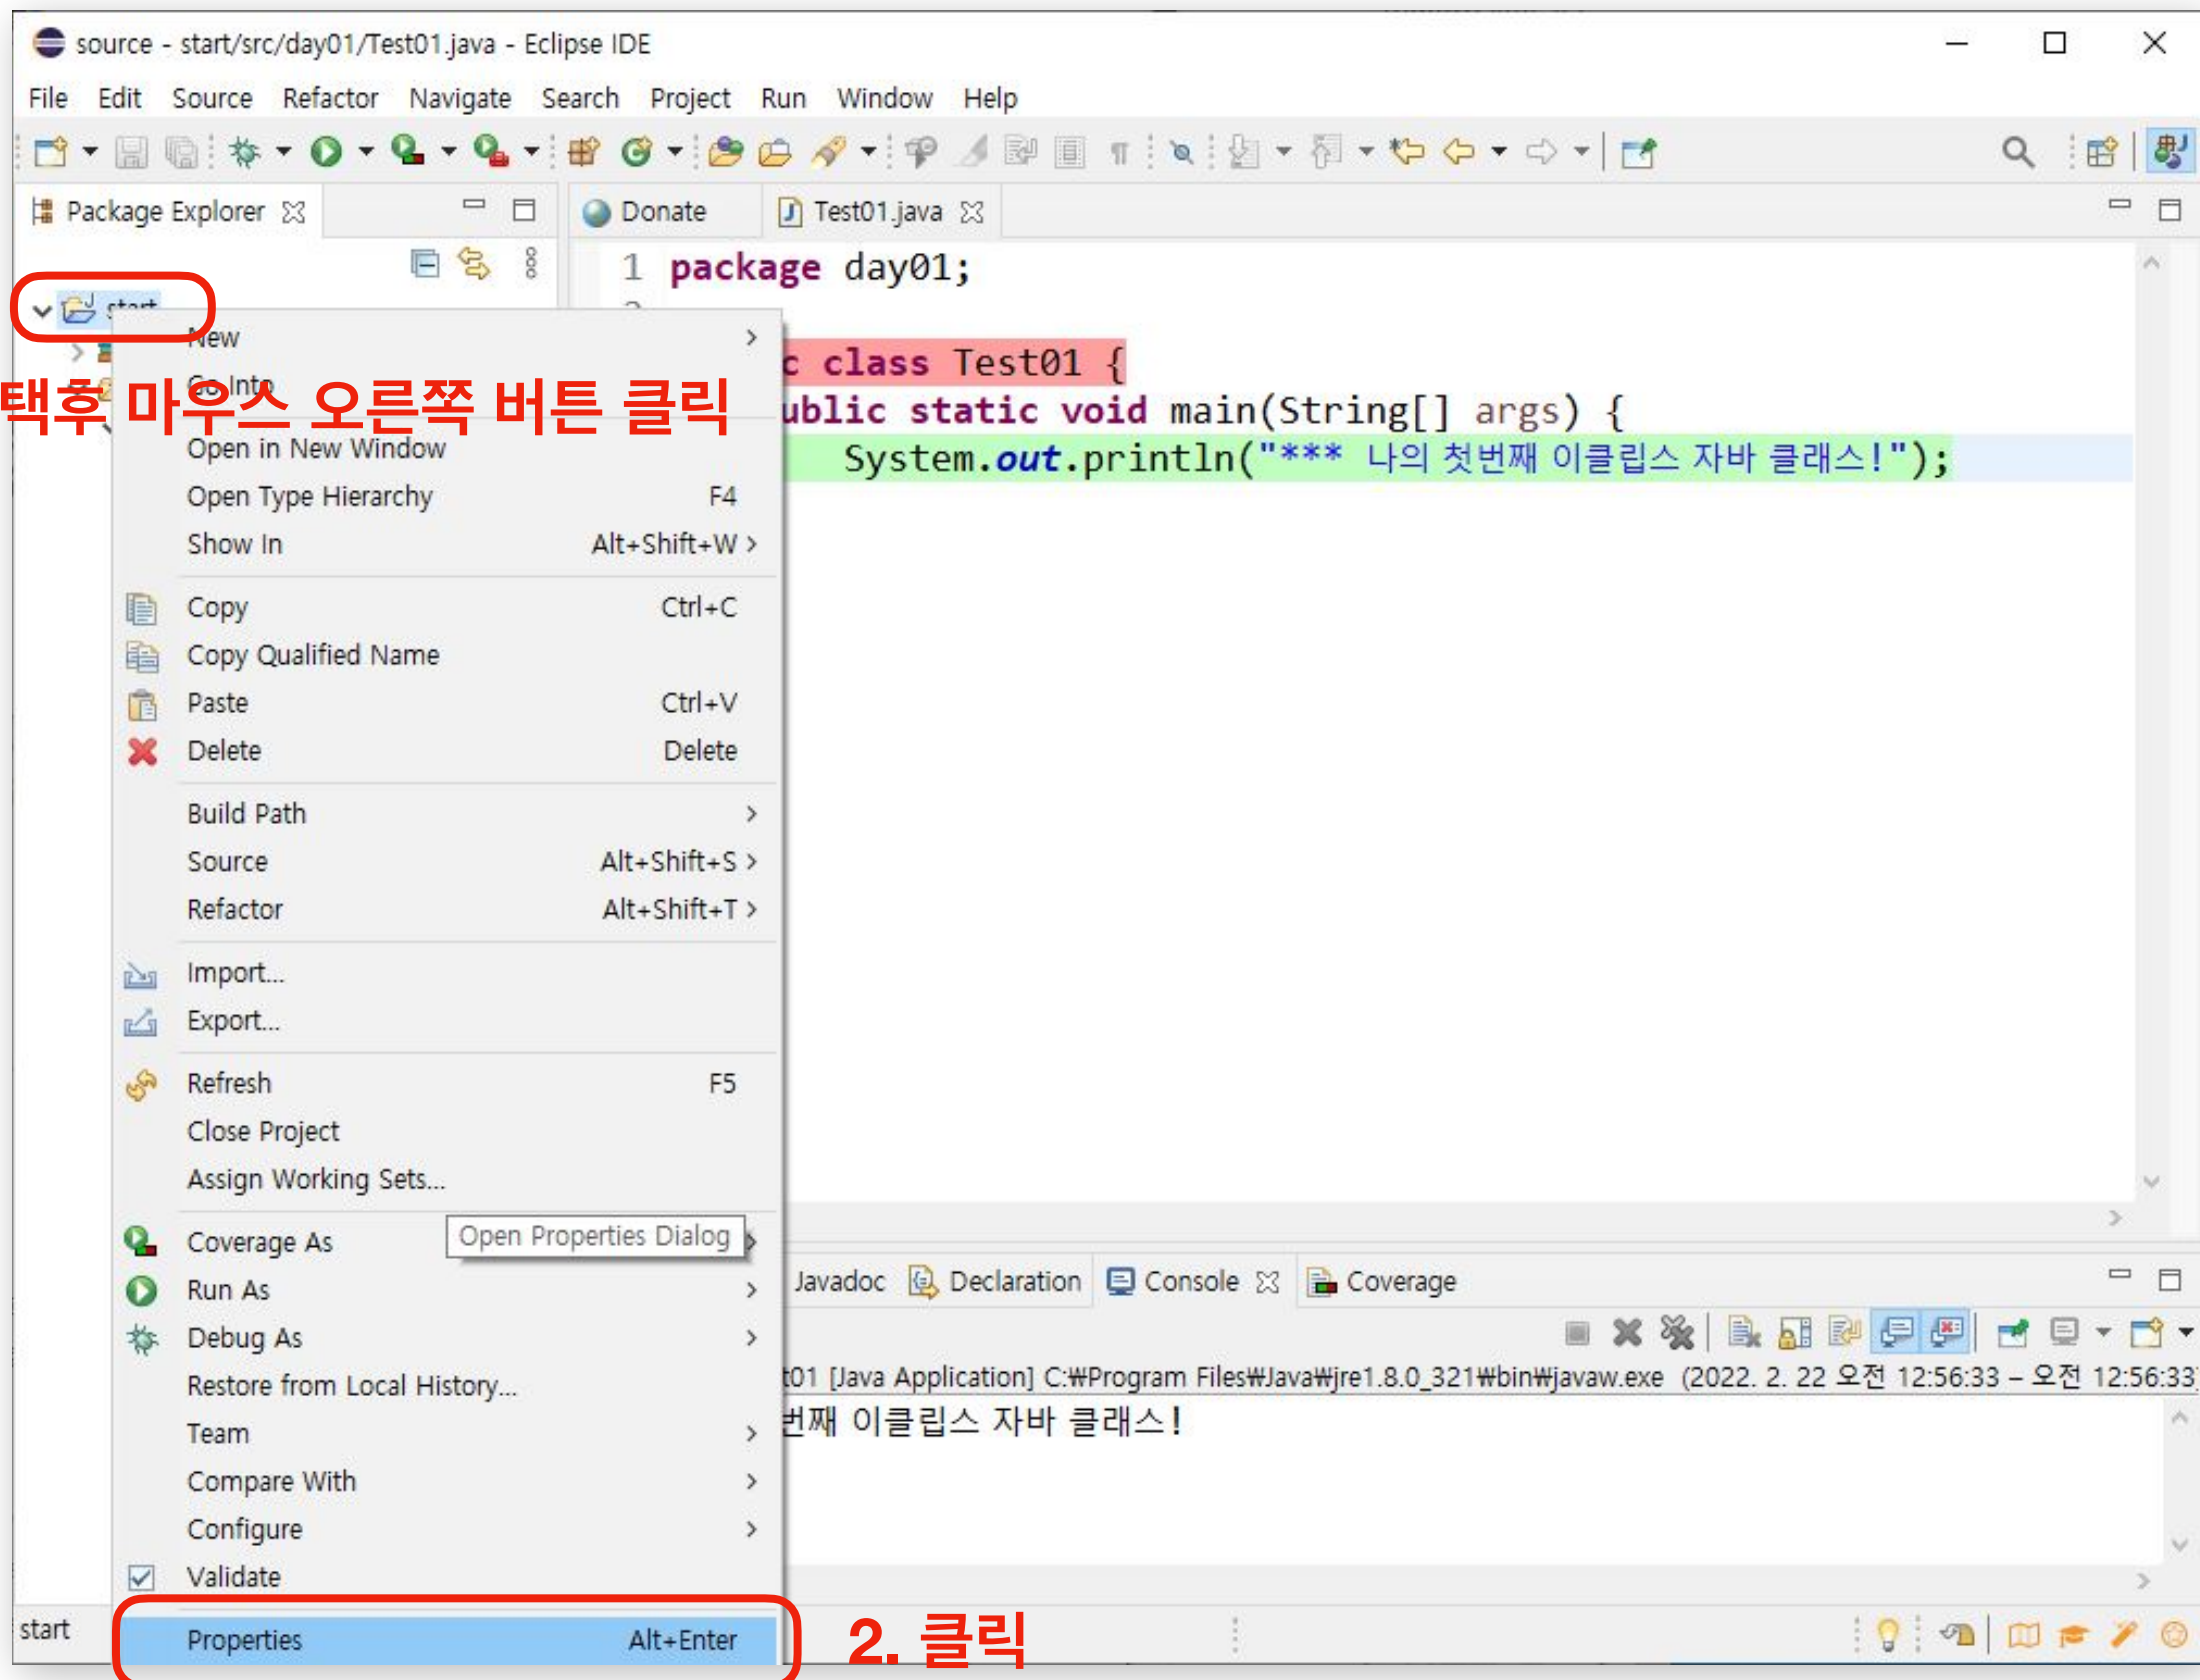 source - start/src/day01/Test01.java - Eclipse IDE
File Edit Source Refactor Navigate Search Project Run Window Help
Package Explorer
Donate
Test01.java
1 package day01;
start
c class Test01 {
ublic static void main(String[] args) {
System.out.println("*** 나의 첫번째 이클립스 자바 클래스!");
택후 마우스 오른쪽 버튼 클릭
New
Go Into
Open in New Window
Open Type Hierarchy F4
Show In Alt+Shift+W >
Copy Ctrl+C
Copy Qualified Name
Paste Ctrl+V
Delete Delete
Build Path >
Source Alt+Shift+S >
Refactor Alt+Shift+T >
Import...
Export...
Refresh F5
Close Project
Assign Working Sets...
Coverage As
Open Properties Dialog
Run As >
Debug As >
Restore from Local History...
Team >
Compare With >
Configure >
Validate
Properties Alt+Enter
2. 클릭
Javadoc Declaration Console Coverage
t01 [Java Application] C:₩Program Files₩Java₩jre1.8.0_321₩bin₩javaw.exe (2022. 2. 22 오전 12:56:33 – 오전 12:56:33)
번째 이클립스 자바 클래스!
start